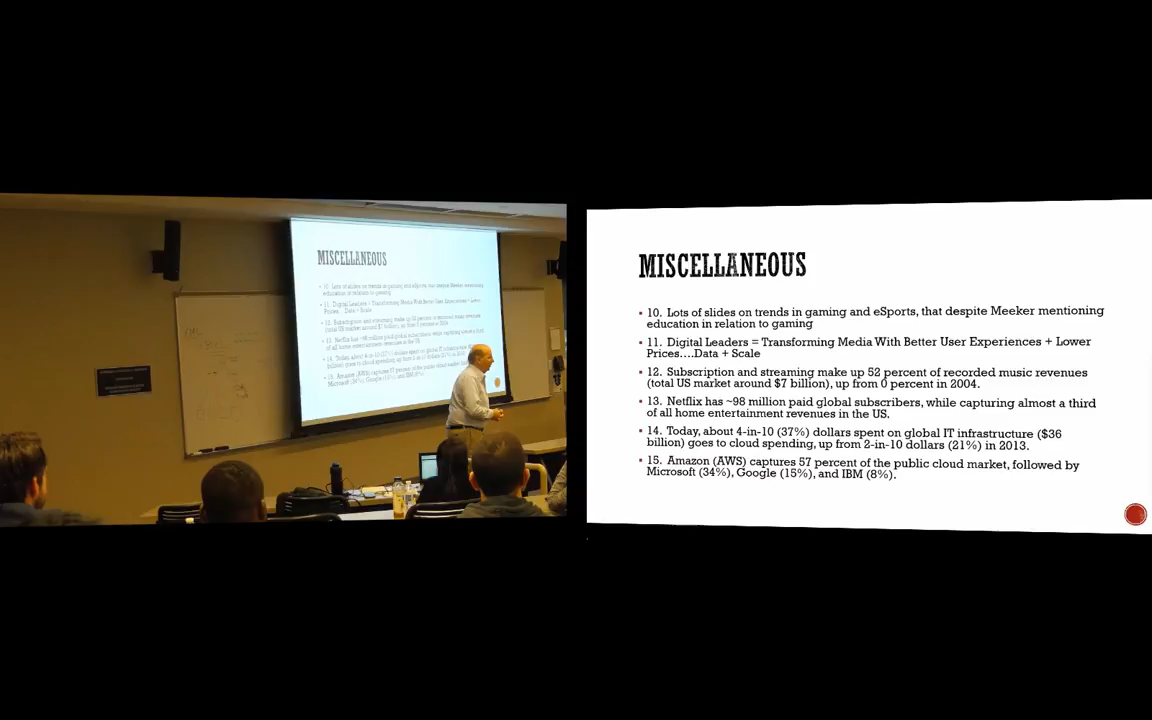 MISCELLANEOUS
10. Lots of slides on trends in gaming and eSports, that despite Meeker mentioning
education in relation to gaming
11. Digital Leaders = Transforming Media With Better User Experiences + Lower
Prices....Data + Scale
12. Subscription and streaming make up 52 percent of recorded music revenues
(total US market around $7 billion), up from 0 percent in 2004.
13. Netflix has ~98 million paid global subscribers, while capturing almost a third
of all home entertainment revenues in the US.
14. Today, about 4-in-10 (37%) dollars spent on global IT infrastructure ($36
billion) goes to cloud spending, up from 2-in-10 dollars (21%) in 2013.
15. Amazon (AWS) captures 57 percent of the public cloud market, followed by
Microsoft (34%), Google (15%), and IBM (8%).